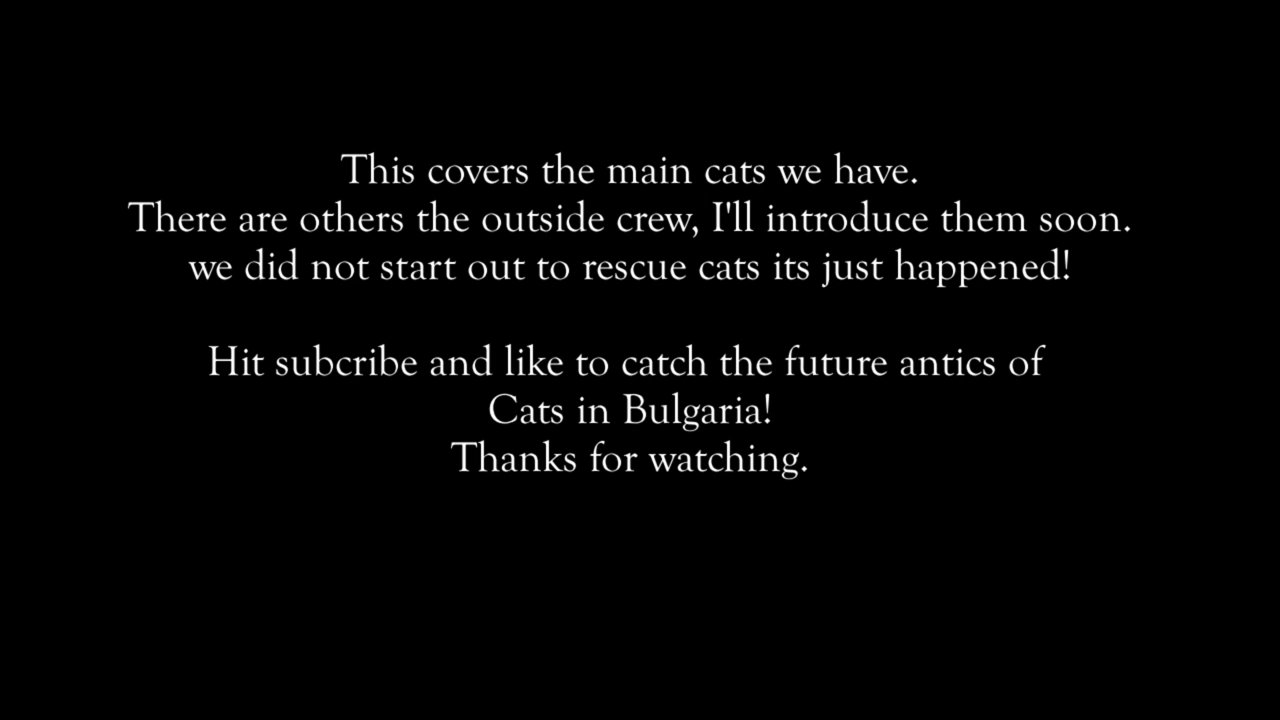 This covers the main cats we have.
There are others the outside crew, I'll introduce them soon.
we did not start out to rescue cats its just happened!
Hit subcribe and like to catch the future antics of
Cats in Bulgaria!
Thanks for watching.